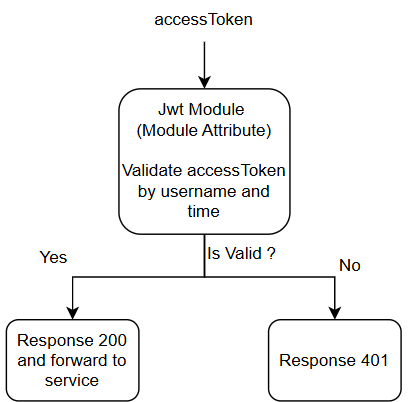 accessToken
Jwt Module
(Module Attribute)
Validate accessToken
by username and
time
Is Valid ?
Yes
No
Response 200
and forward to
service
Response 401